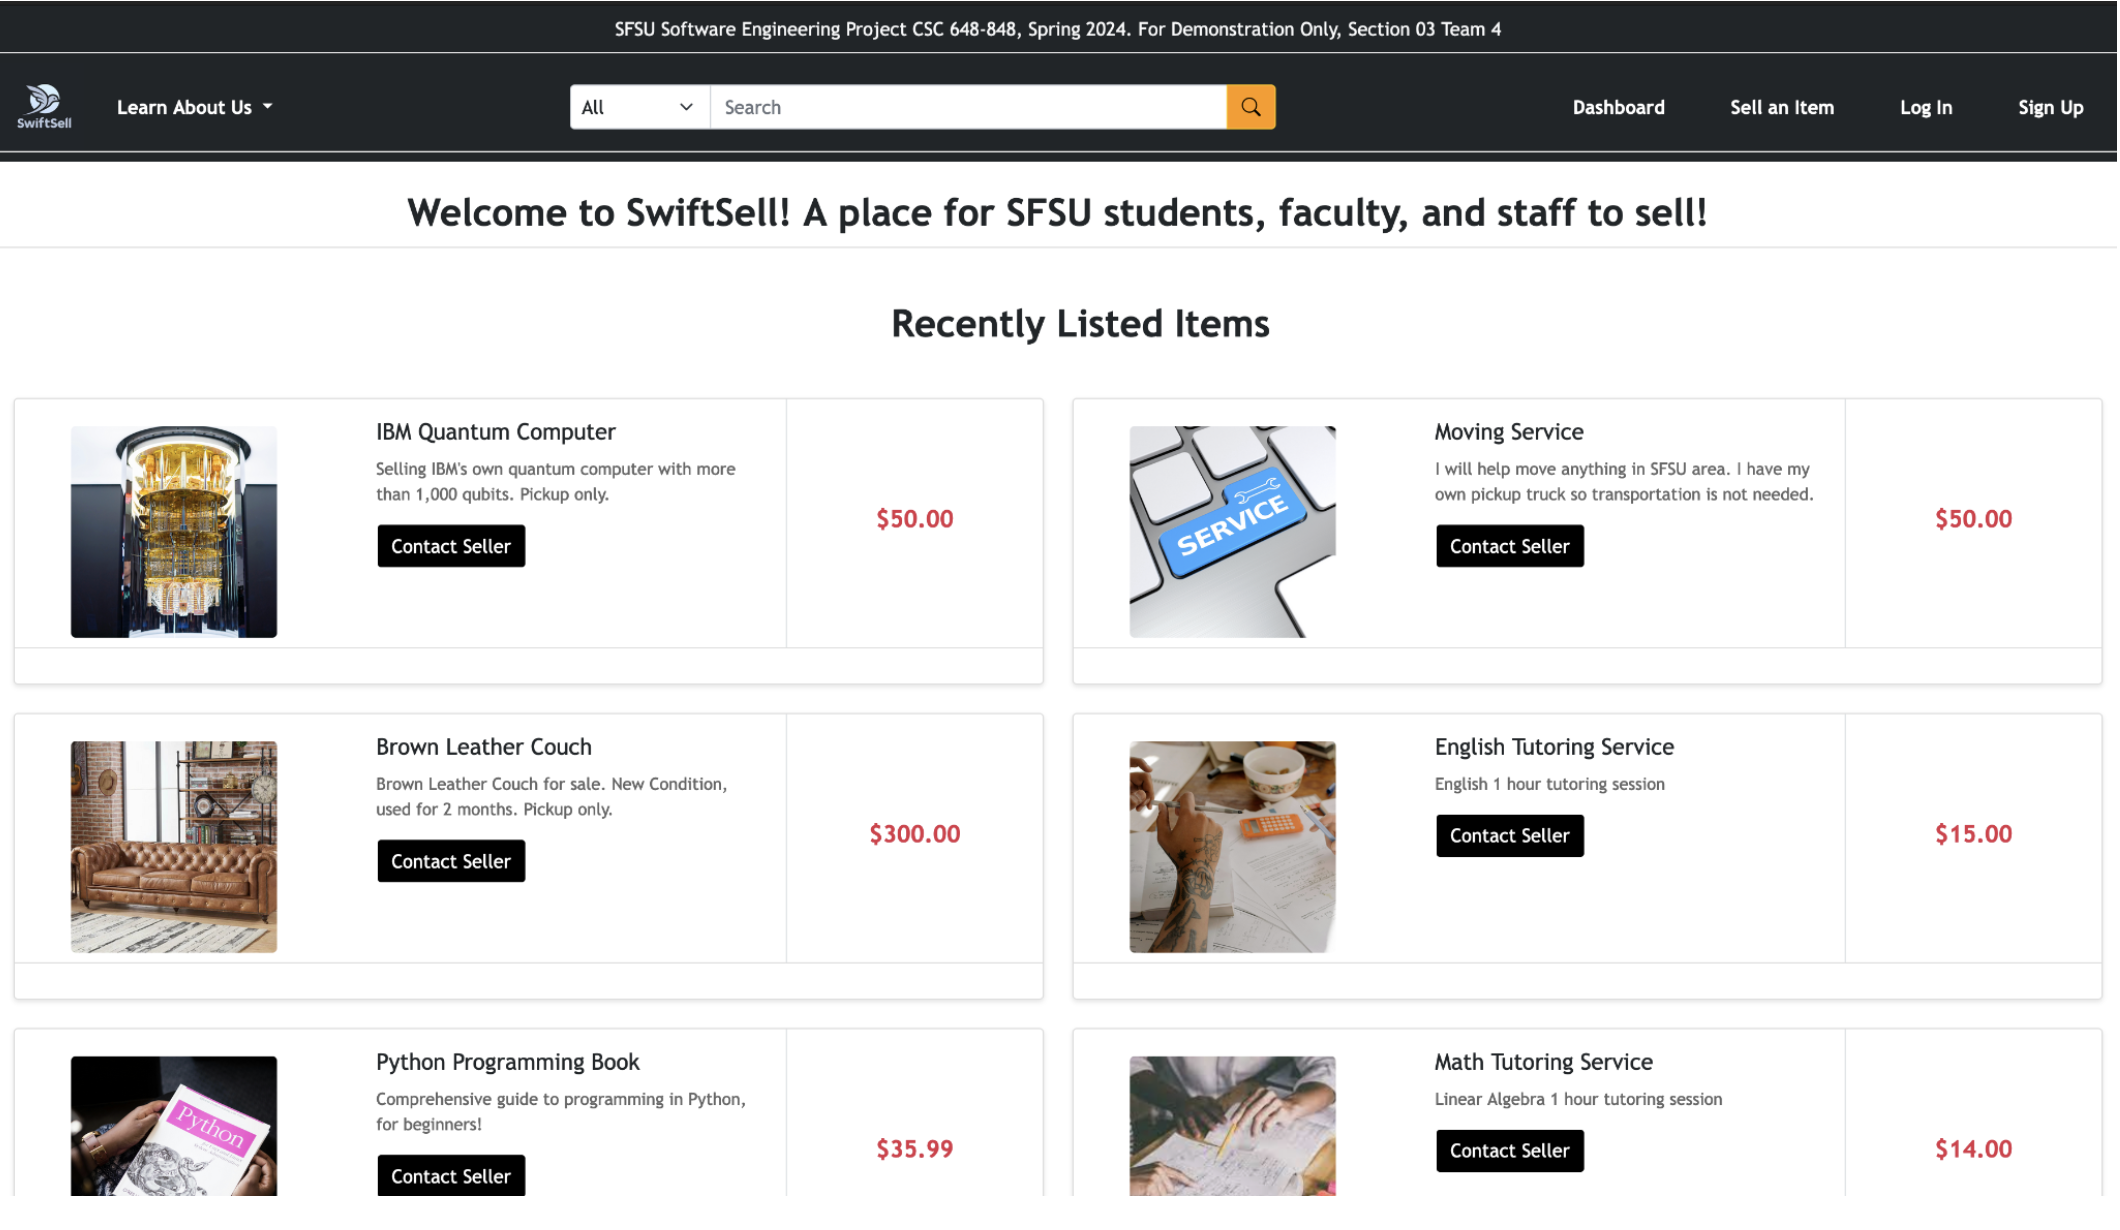 SFSU Software Engineering Project CSC 648-848, Spring 2024. For Demonstration Only, Section 03 Team 4
SwiftSell
Learn About Us
All
Search
Dashboard
Sell an Item
Log In
Sign Up
Welcome to SwiftSell! A place for SFSU students, faculty, and staff to sell!
Recently Listed Items
IBM Quantum Computer
Selling IBM's own quantum computer with more
than 1,000 qubits. Pickup only.
Contact Seller
$50.00
SERVICE
Moving Service
I will help move anything in SFSU area. I have my
own pickup truck so transportation is not needed.
Contact Seller
$50.00
Brown Leather Couch
Brown Leather Couch for sale. New Condition,
used for 2 months. Pickup only.
Contact Seller
$300.00
English Tutoring Service
English 1 hour tutoring session
Contact Seller
$15.00
Python
Python Programming Book
Comprehensive guide to programming in Python,
for beginners!
Contact Seller
$35.99
Math Tutoring Service
Linear Algebra 1 hour tutoring session
Contact Seller
$14.00